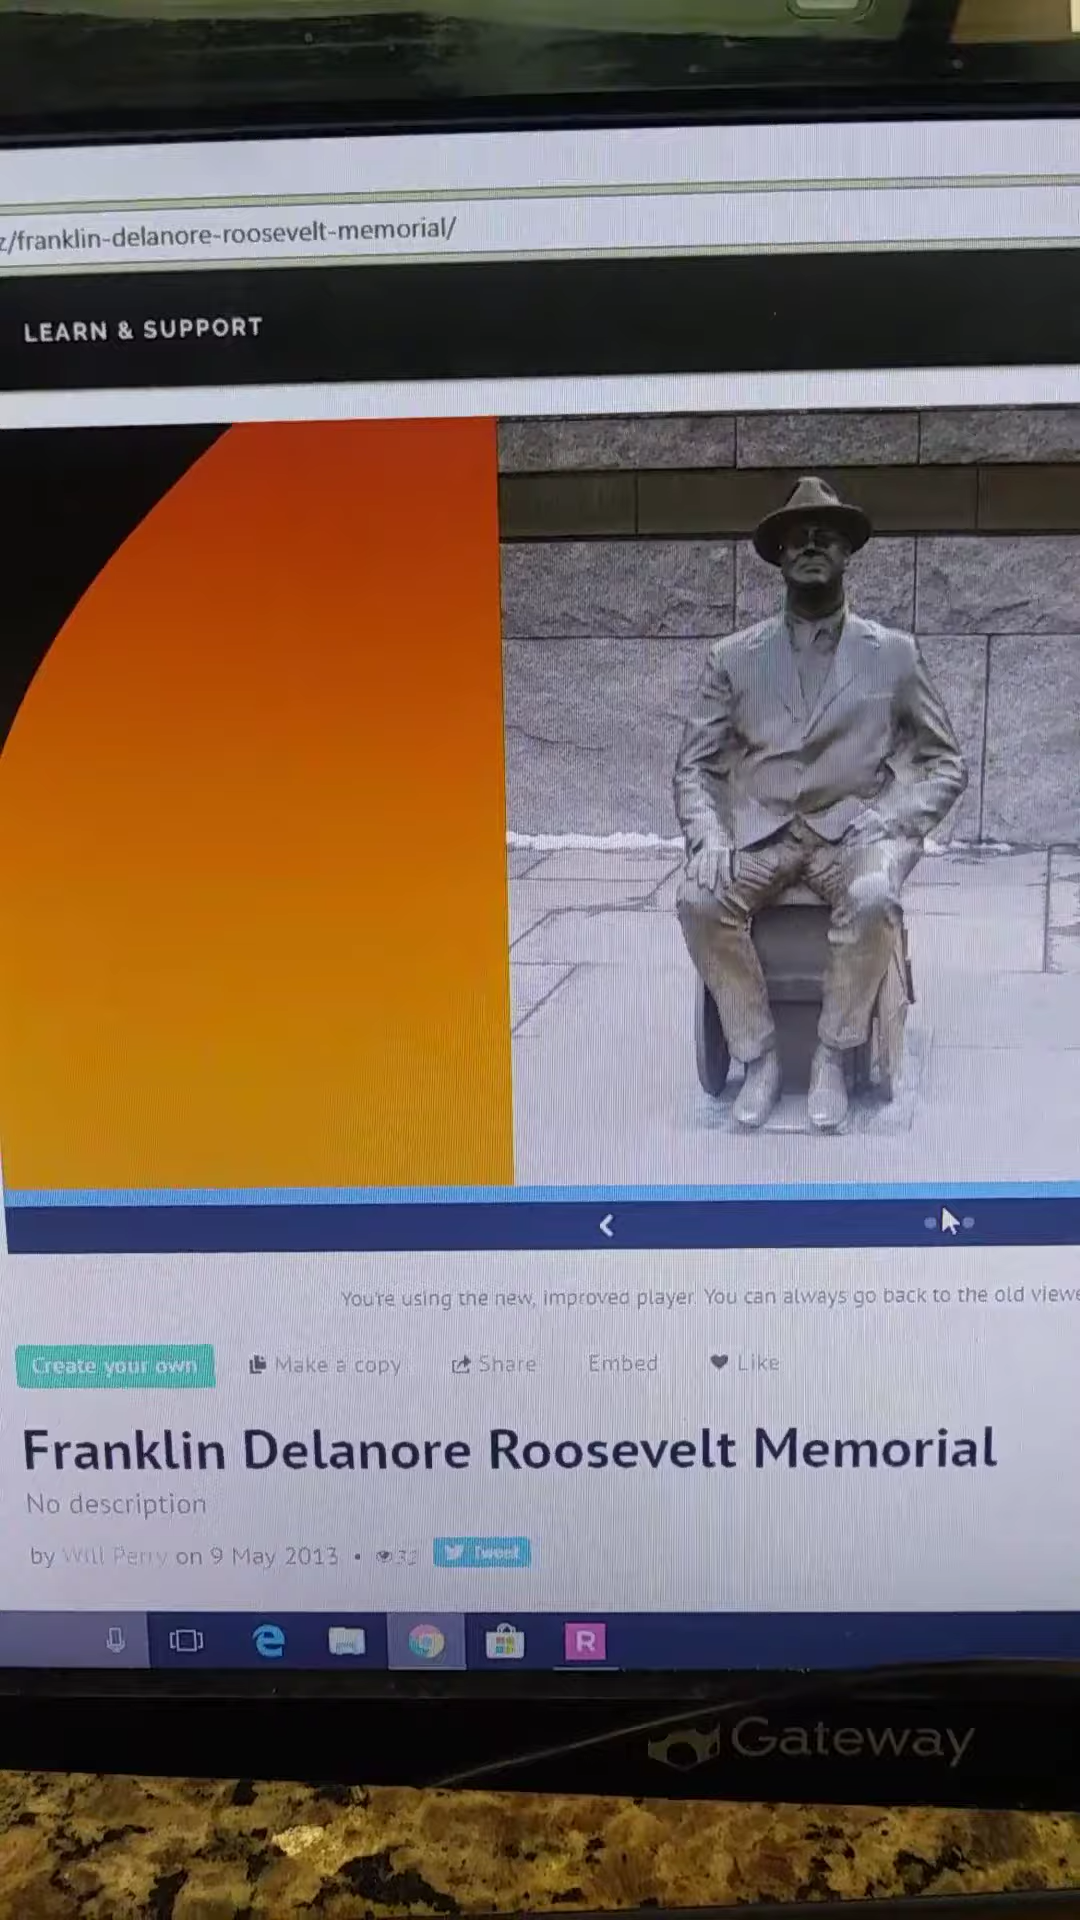 z/franklin-delanore-roosevelt-memorial/
LEARN & SUPPORT
You're using the new, improved player. You can always go back to the old
Create your own Make a copy Share Embed Like
Franklin Delanore Roosevelt Memorial
No description
by Will Perry on 9 May 2013 • Tweet
R
Gateway